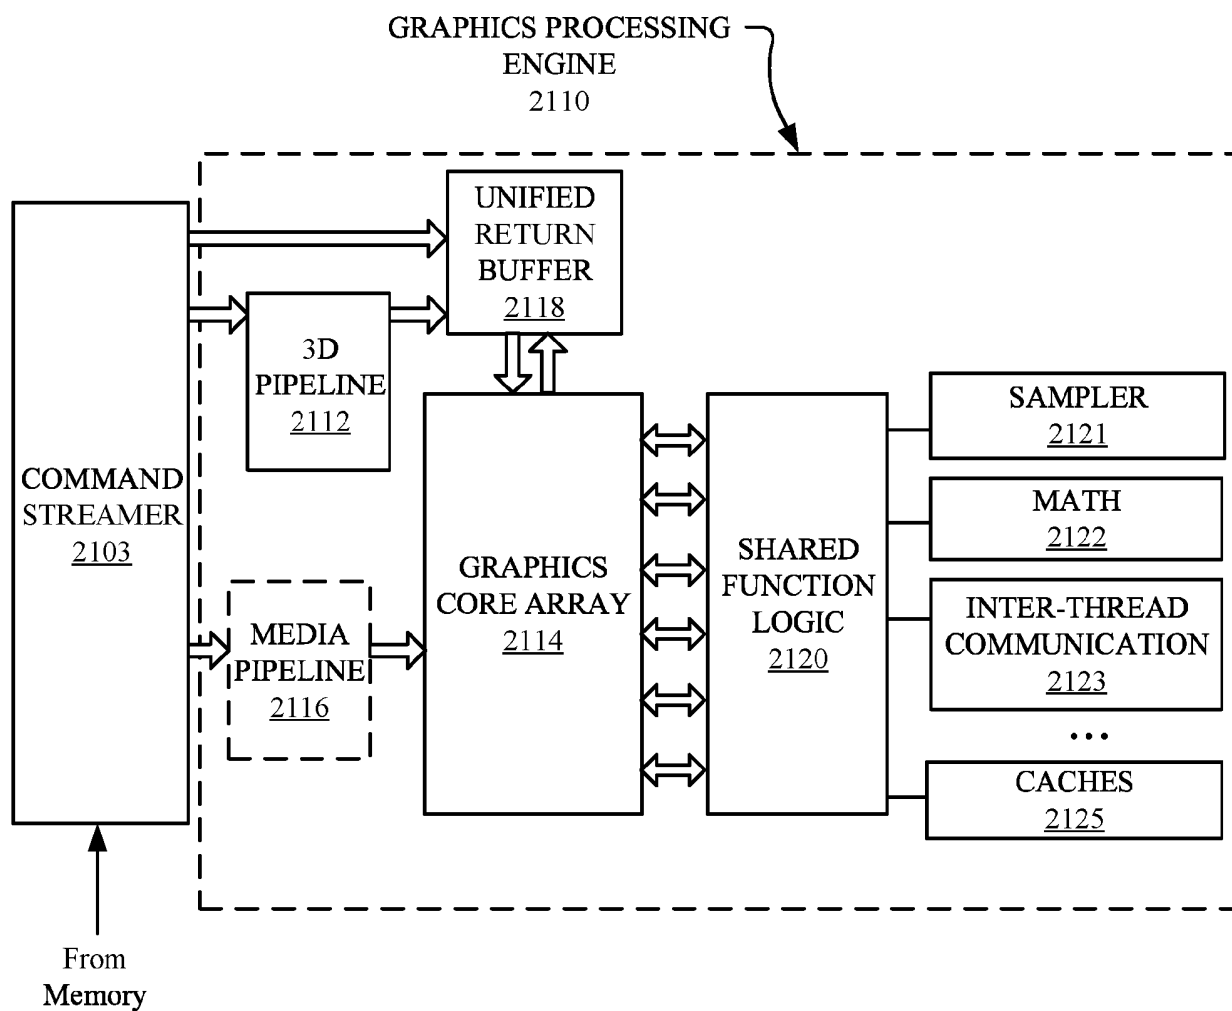 GRAPHICS PROCESSING
ENGINE
2110
UNIFIED
RETURN
BUFFER
2118
3D
PIPELINE
2112
COMMAND
STREAMER
2103
MEDIA
PIPELINE
2116
GRAPHICS
CORE ARRAY
2114
SHARED
FUNCTION
LOGIC
2120
SAMPLER
2121
MATH
2122
INTER-THREAD
COMMUNICATION
2123
...
CACHES
2125
From
Memory